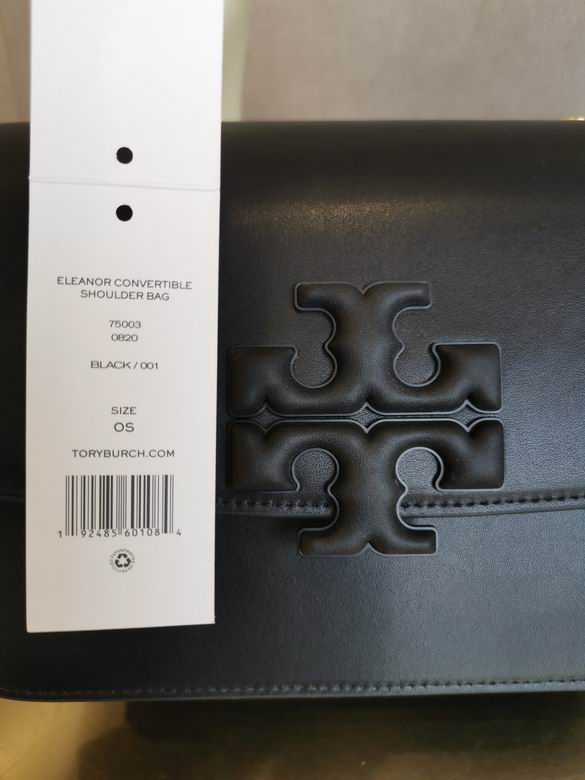 ELEANOR CONVERTIBLE
SHOULDER BAG
75003
0820
BLACK / 001
SIZE
OS
TORYBURCH.COM
1 92485 60108 4